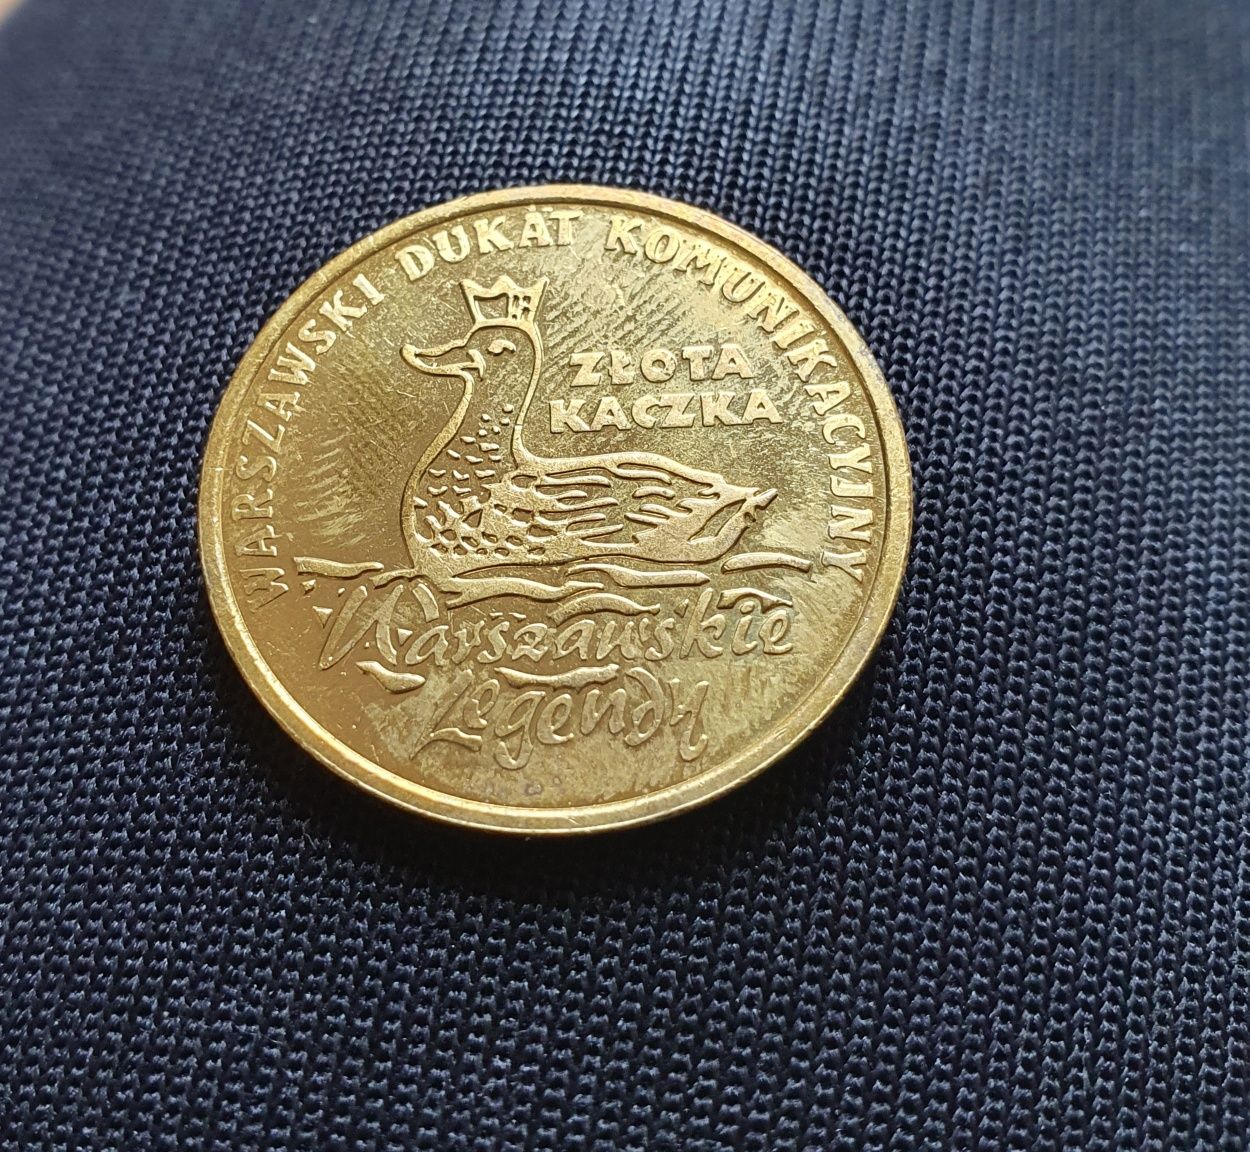 WARSZAWSKI DUKAT KOMUNIKACYJNY
ZŁOTA
KACZKA
Warszawskie
Legendy